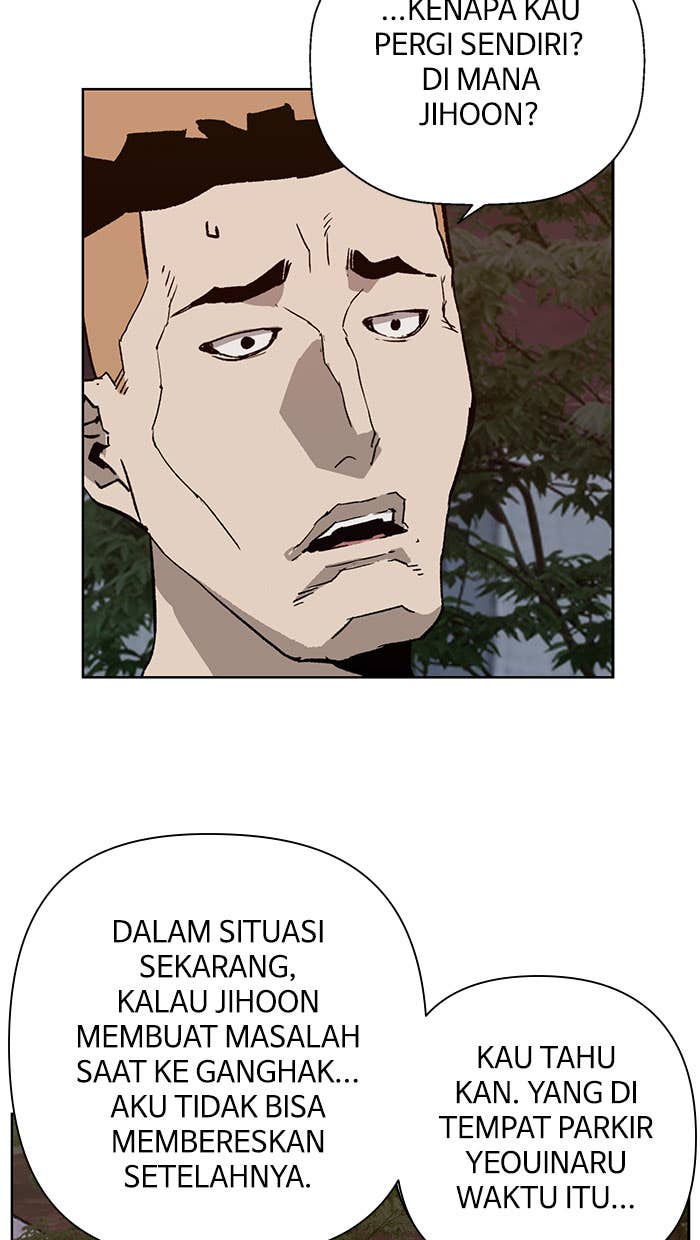 ...KENAPA KAU
PERGI SENDIRI?
DI MANA
JIHOON?
DALAM SITUASI
SEKARANG,
KALAU JIHOON
MEMBUAT MASALAH
SAAT KE GANGHAK...
AKU TIDAK BISA
MEMBERESKAN
SETELAHNYA.
KAU TAHU
KAN. YANG DI
TEMPAT PARKIR
YEOUINARU
WAKTU ITU...